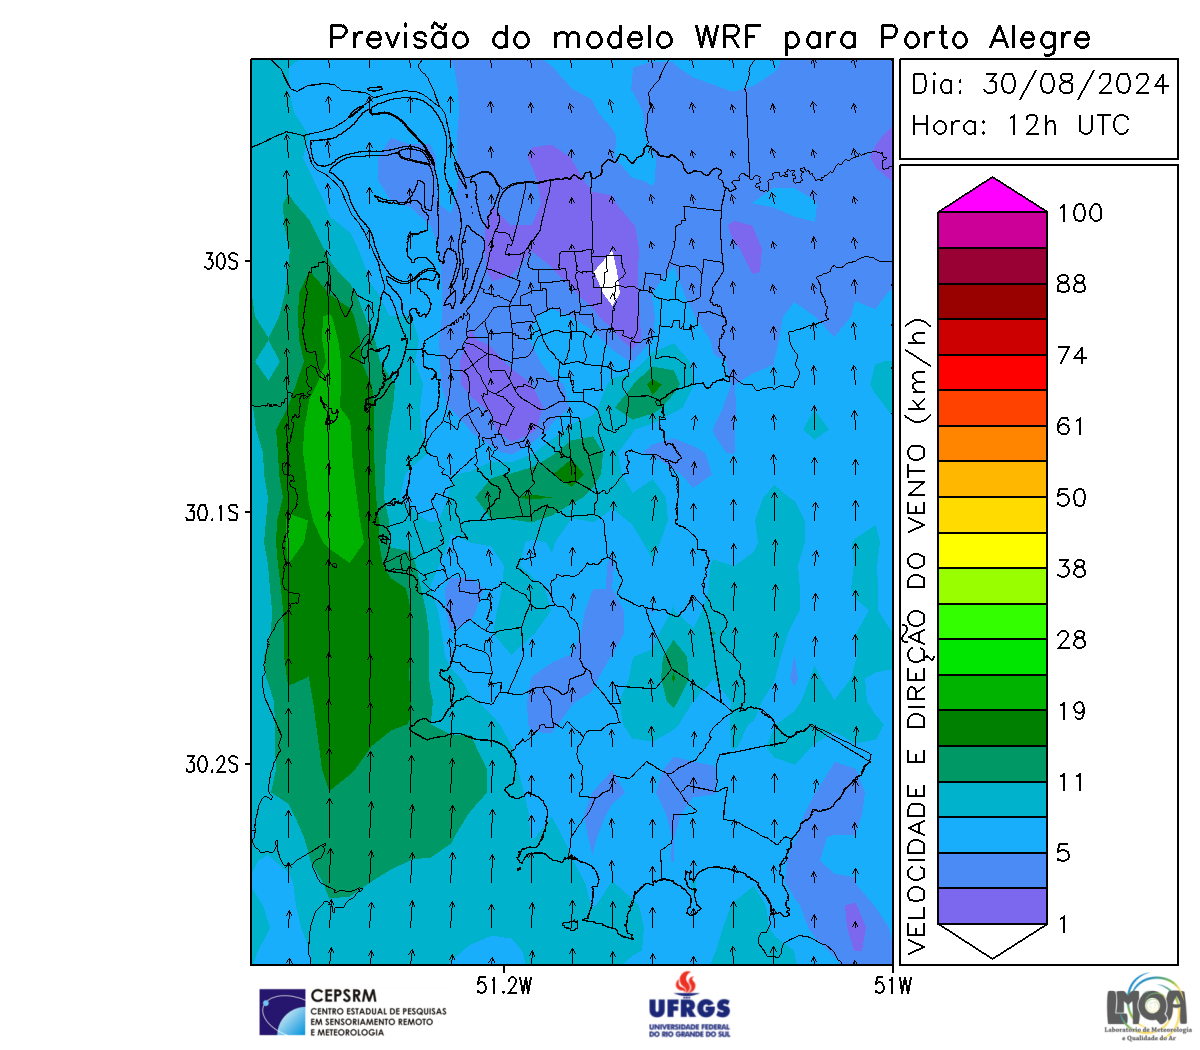 Previsão do modelo WRF para Porto Alegre
Dia: 30/08/2024
Hora: 12h UTC
100
88
74
61
50
38
28
19
11
5
1
VELOCIDADE E DIREÇÃO DO VENTO (km/h)
30S
30.1S
30.2S
51.2W
51W
CEPSRM
CENTRO ESTADUAL DE PESQUISAS
EM SENSORIAMENTO REMOTO
E METEOROLOGIA
UFRGS
UNIVERSIDADE FEDERAL
DO RIO GRANDE DO SUL
LMQA
Laboratório de Meteorologia
e Qualidade do Ar